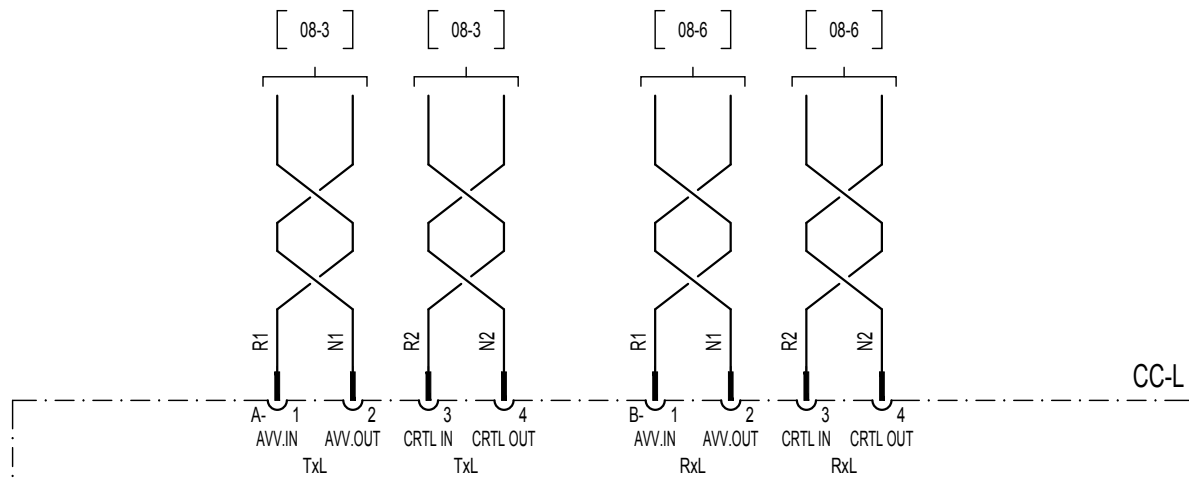 08-3 08-3 08-6 08-6
R1 N1 R2 N2 R1 N1 R2 N2
CC-L
A- 1 2 3 4 B- 1 2 3 4
AVV.IN AVV.OUT CRTL IN CRTL OUT AVV.IN AVV.OUT CRTL IN CRTL OUT
TxL TxL RxL RxL